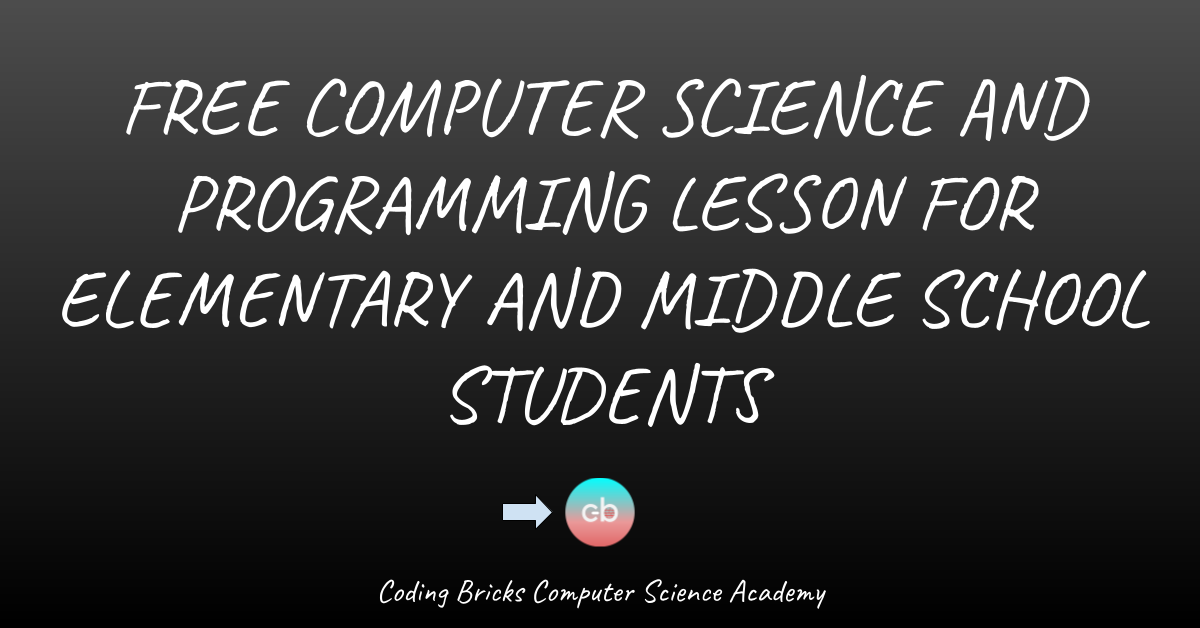 FREE COMPUTER SCIENCE AND
PROGRAMMING LESSON FOR
ELEMENTARY AND MIDDLE SCHOOL
STUDENTS
cb
Coding Bricks Computer Science Academy